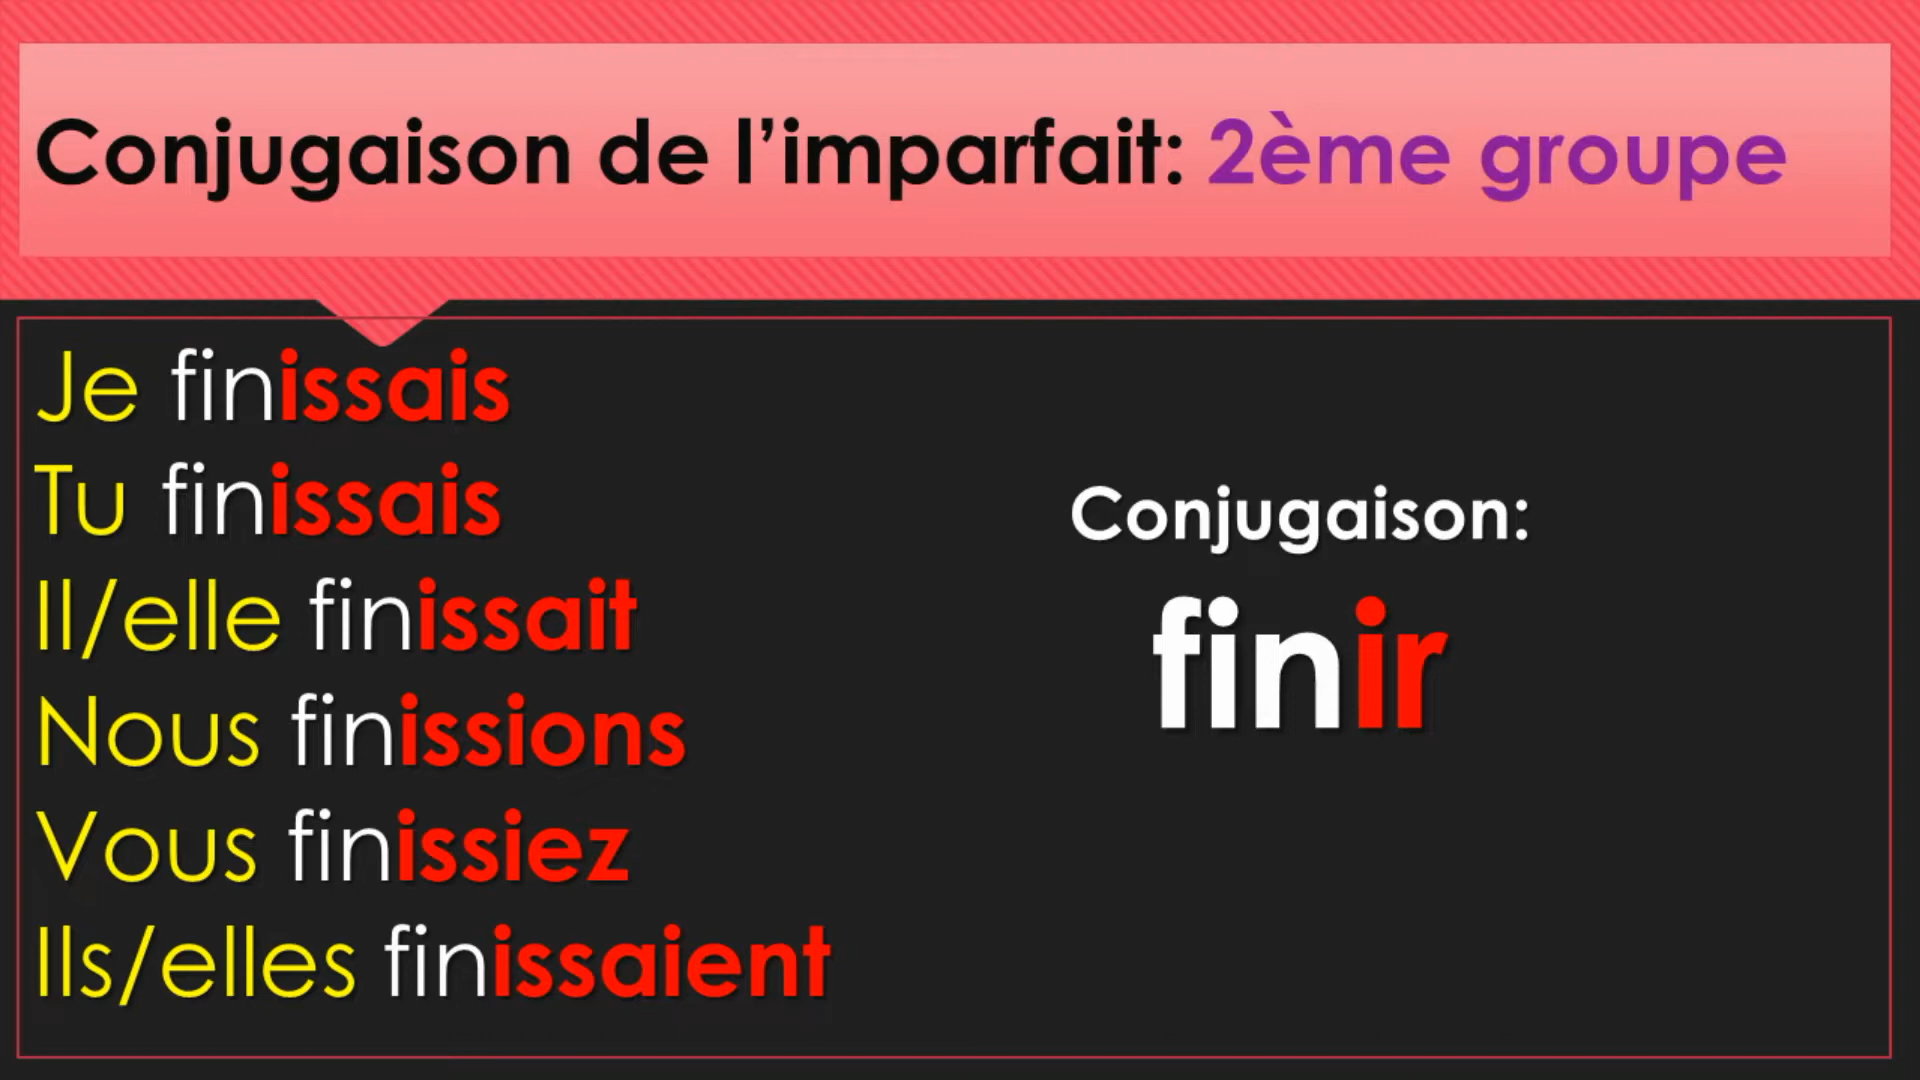 Conjugaison de l’imparfait: 2ème groupe
Je finissais
Tu finissais
Il/elle finissait
Nous finissions
Vous finissiez
Ils/elles finissaient
Conjugaison:
finir